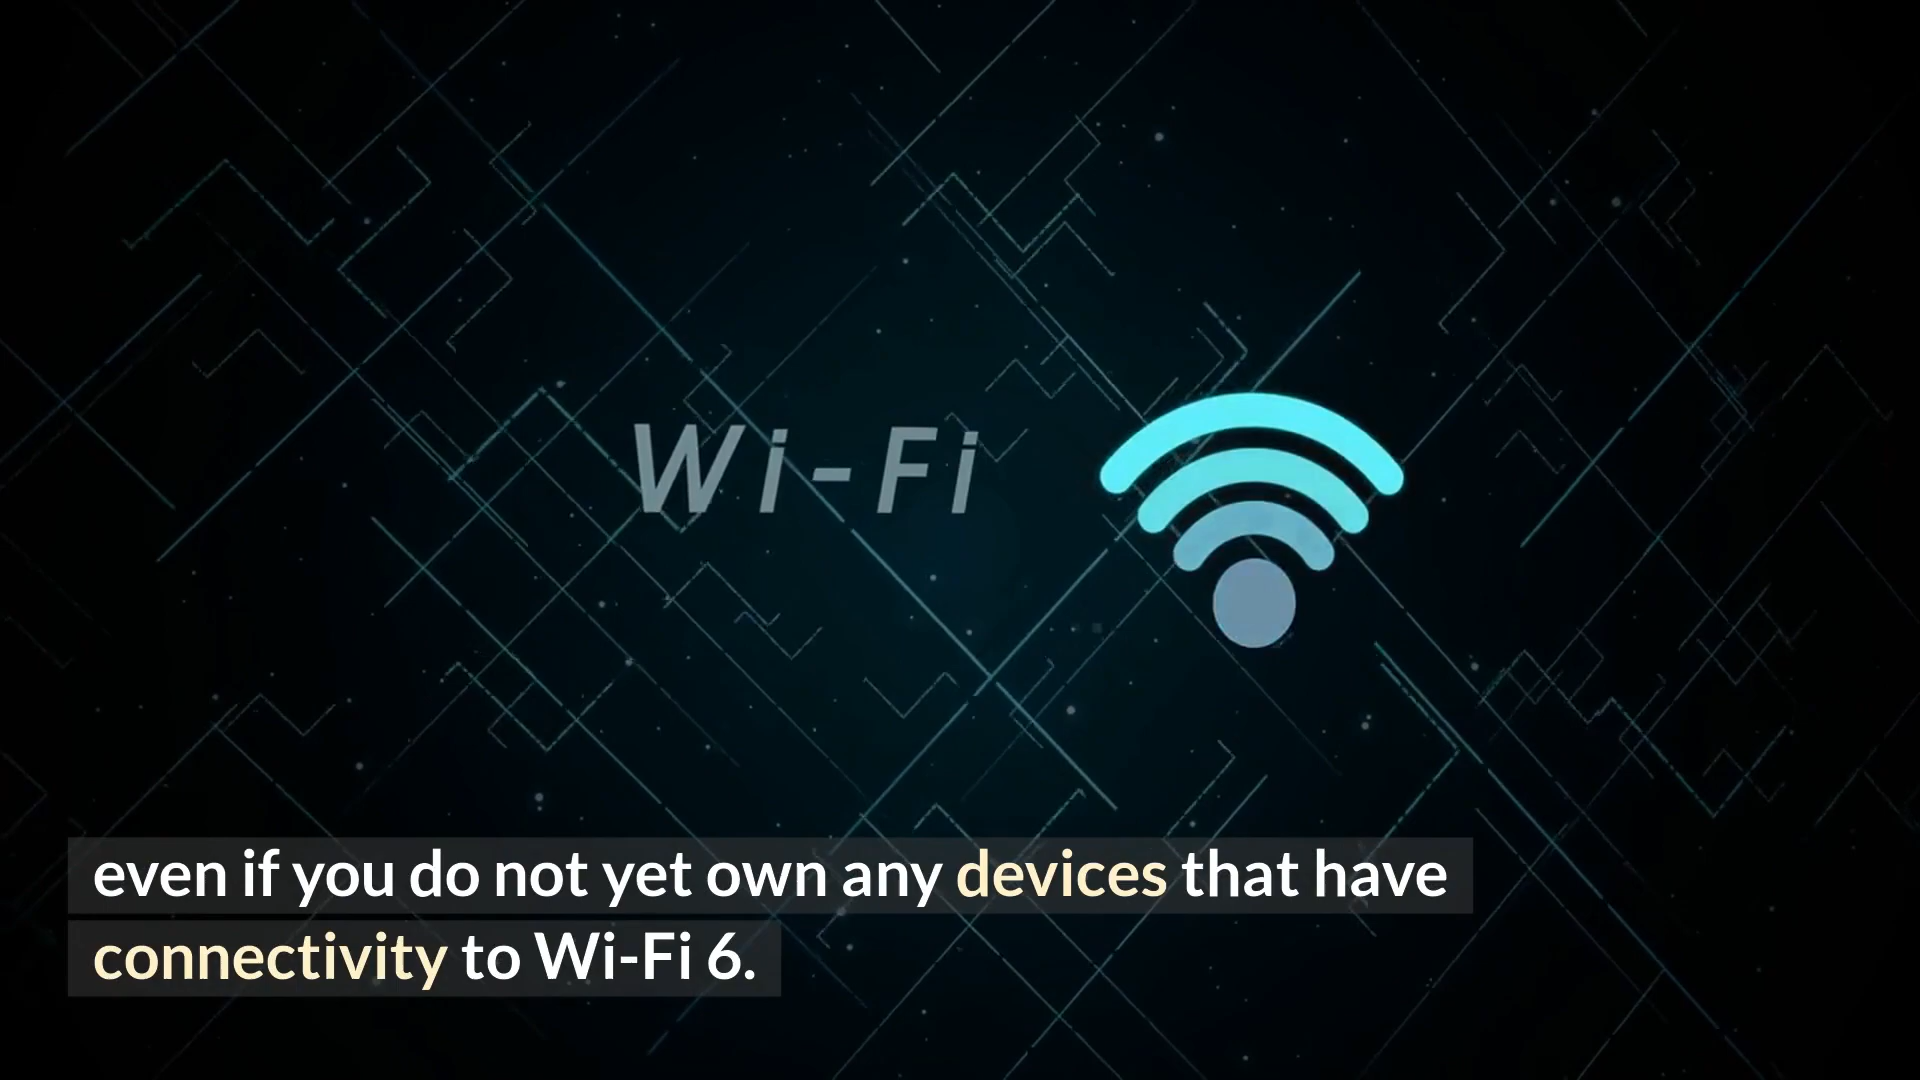 Wi-Fi
even if you do not yet own any devices that have
connectivity to Wi-Fi 6.